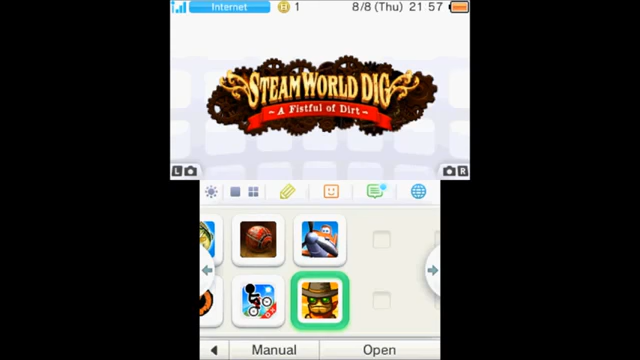 Internet
1
8/8 (Thu) 21 57
STEAMWORLD DIG
~ A Fistful of Dirt ~
L
R
Manual
Open